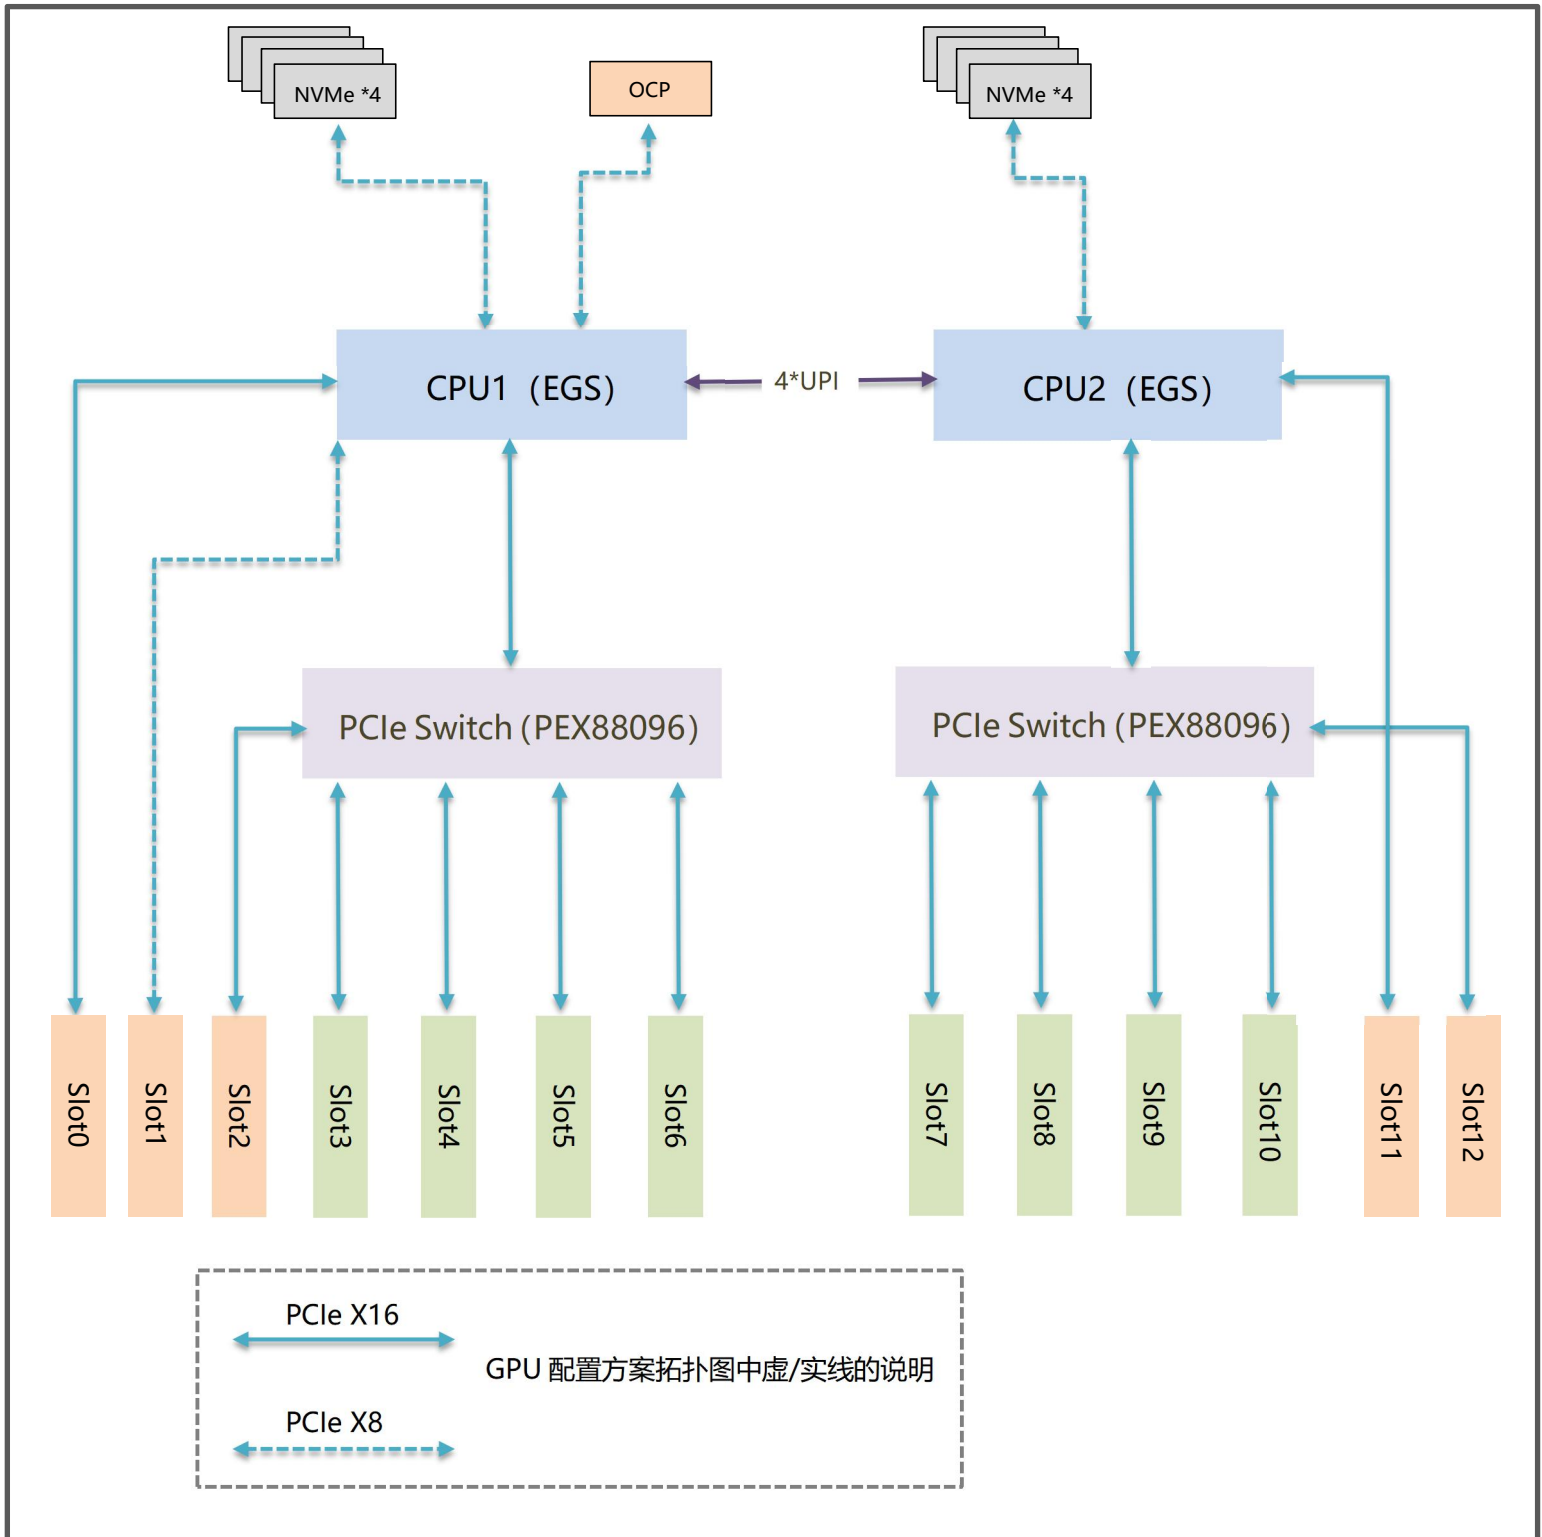 NVMe *4
OCP
NVMe *4
CPU1（EGS）
4*UPI
CPU2（EGS）
PCIe Switch (PEX88096)
PCIe Switch (PEX88096)
Slot0
Slot1
Slot2
Slot3
Slot4
Slot5
Slot6
Slot7
Slot8
Slot9
Slot10
Slot11
Slot12
PCIe X16
GPU 配置方案拓扑图中虚/实线的说明
PCIe X8